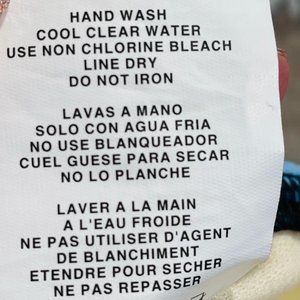 HAND WASH
COOL CLEAR WATER
USE NON CHLORINE BLEACH
LINE DRY
DO NOT IRON
LAVAS A MANO
SOLO CON AGUA FRIA
NO USE BLANQUEADOR
CUEL GUESE PARA SECAR
NO LO PLANCHE
LAVER A LA MAIN
A L'EAU FROIDE
NE PAS UTILISER D'AGENT
DE BLANCHIMENT
ETENDRE POUR SECHER
NE PAS REPASSER